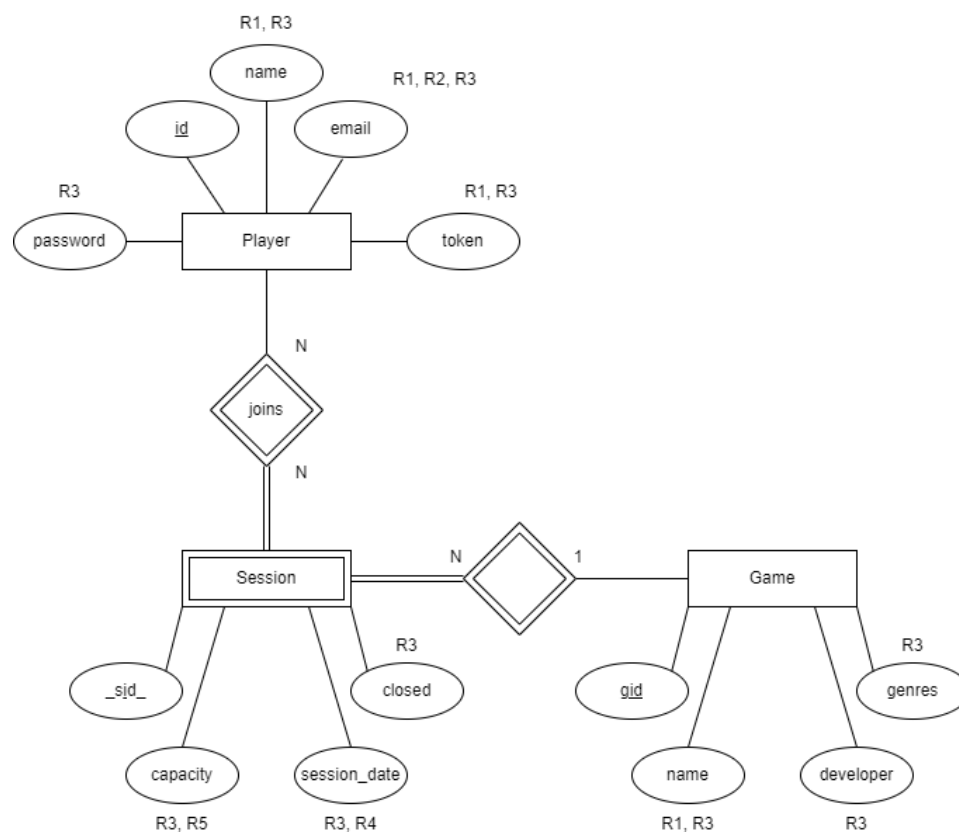 R1, R3
name
R1, R2, R3
id
email
R3
R1, R3
password
Player
token
N
joins
N
N
1
Session
Game
R3
R3
_sid_
closed
gid
genres
capacity
session_date
name
developer
R3, R5
R3, R4
R1, R3
R3